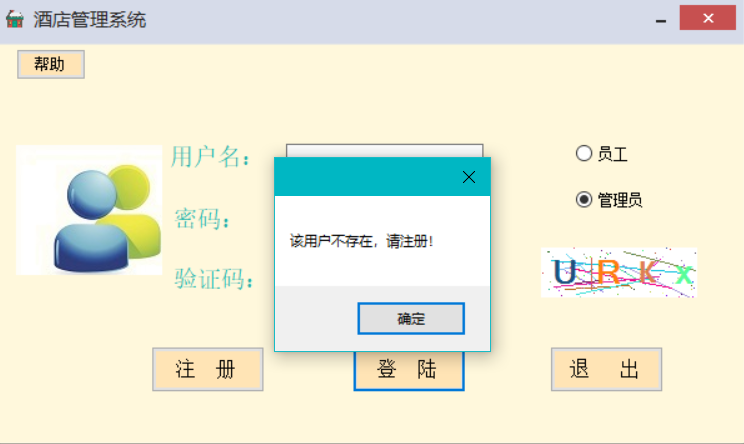 酒店管理系统
帮助
用户名：
员工
密码：
管理员
该用户不存在，请注册！
验证码：
URKX
确定
注 册
登 陆
退 出